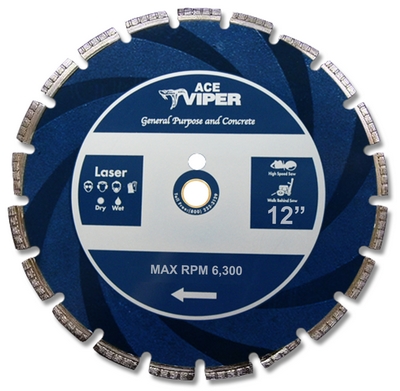 ACE
VIPER
General Purpose and Concrete
Laser
Dry Wet
High Speed Saw
Walk Behind Saw
12”
MAX RPM 6,300